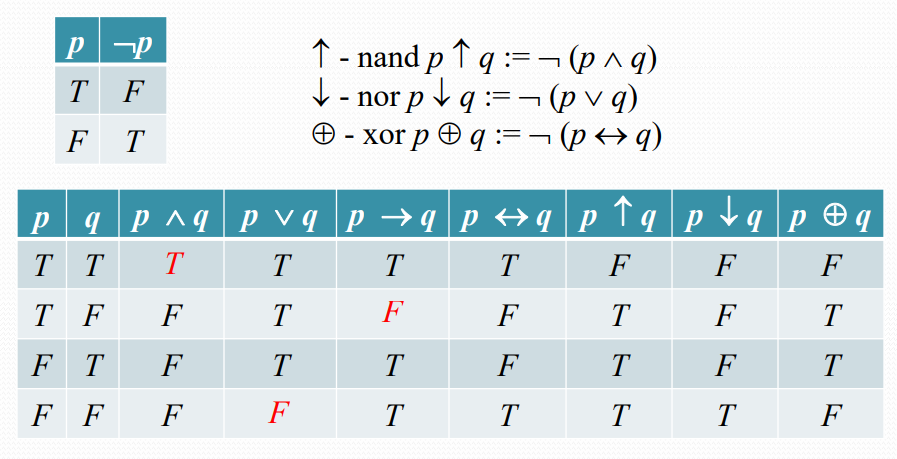 p ¬p
T F
F T
↑ - nand p ↑ q := ¬ (p ∧ q)
↓ - nor p ↓ q := ¬ (p ∨ q)
⊕ - xor p ⊕ q := ¬ (p ↔ q)
p q p ∧ q p ∨ q p → q p ↔ q p ↑ q p ↓ q p ⊕ q
T T T T T T F F F
T F F T F F T F T
F T F T T F T F T
F F F F T T T T F